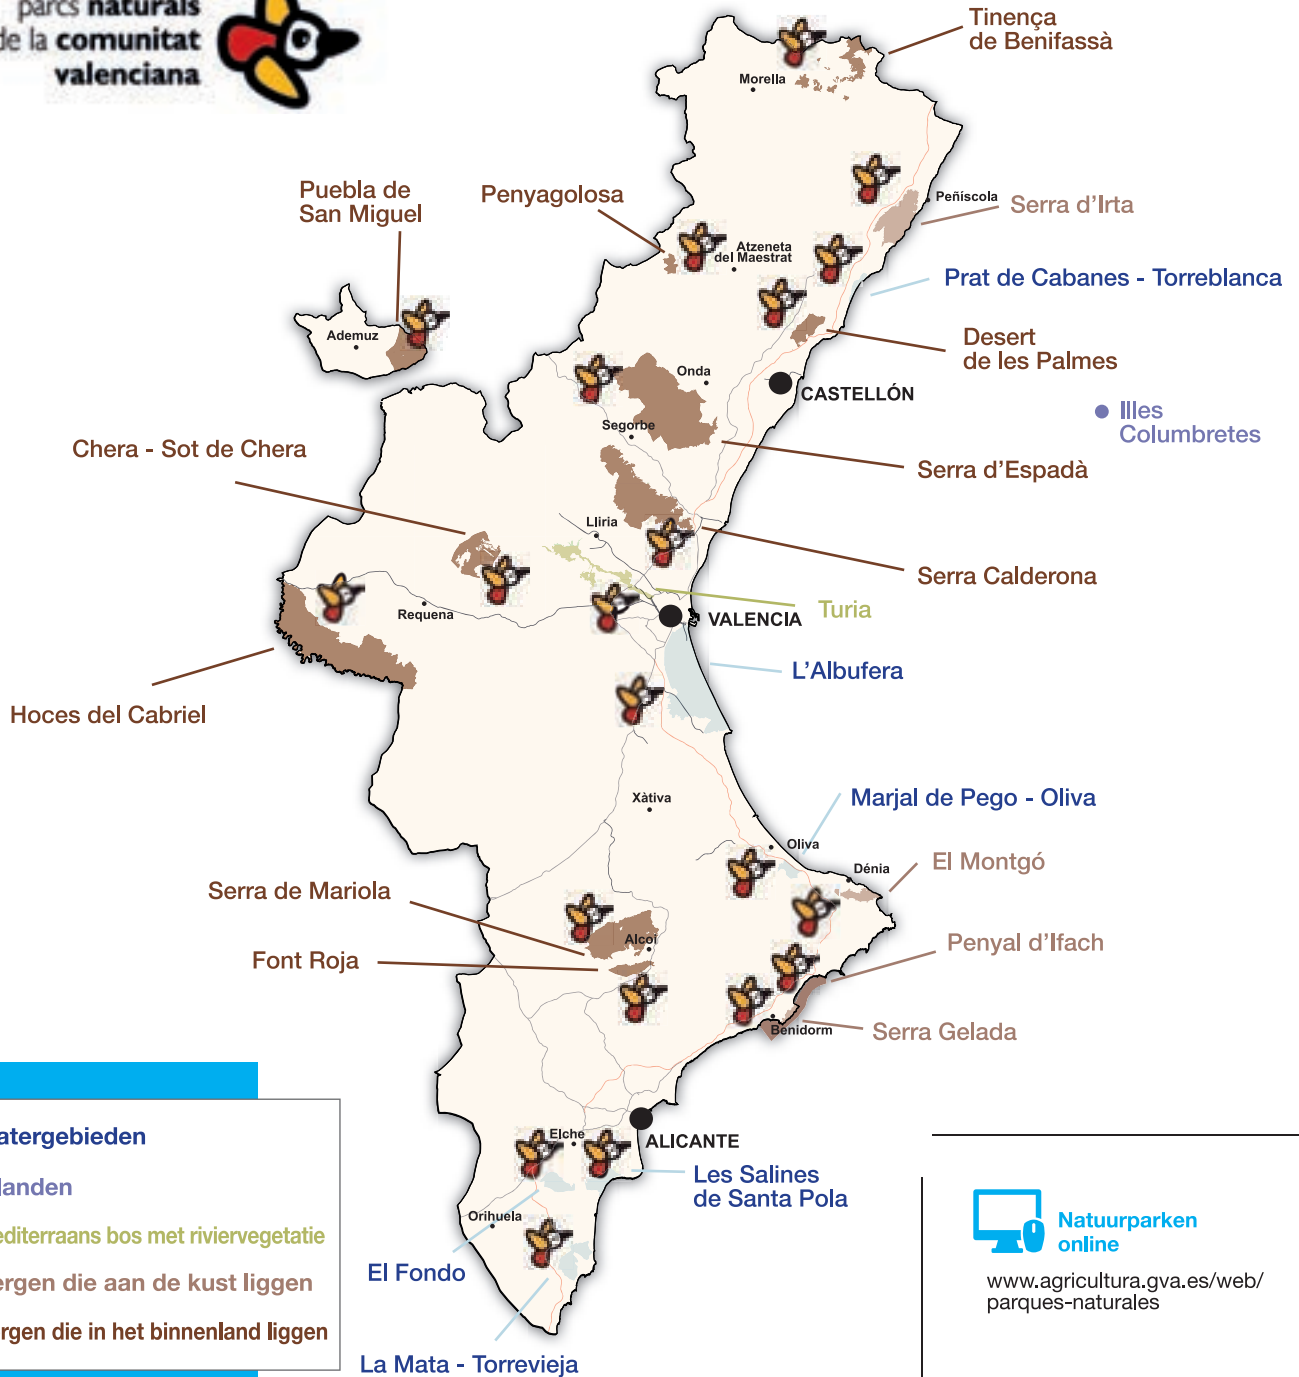 parcs naturals
de la comunitat
valenciana
Tinença
de Benifassà
Morella
Puebla de
San Miguel
Penyagolosa
Peñíscola
Serra d'Irta
Atzeneta
del Maestrat
Prat de Cabanes - Torreblanca
Ademuz
Desert
de les Palmes
Onda
CASTELLÓN
Illes
Columbretes
Segorbe
Chera - Sot de Chera
Serra d'Espadà
Lliria
Serra Calderona
Requena
Turia
VALENCIA
L'Albufera
Hoces del Cabriel
Xàtiva
Marjal de Pego - Oliva
Oliva
Dénia
El Montgó
Serra de Mariola
Alcoi
Font Roja
Penyal d'Ifach
Benidorm
Serra Gelada
Elche
ALICANTE
Les Salines
de Santa Pola
Orihuela
El Fondo
La Mata - Torrevieja
atergebieden
landen
editerraans bos met riviervegetatie
ergen die aan de kust liggen
rgen die in het binnenland liggen
Natuurparken
online
www.agricultura.gva.es/web/
parques-naturales